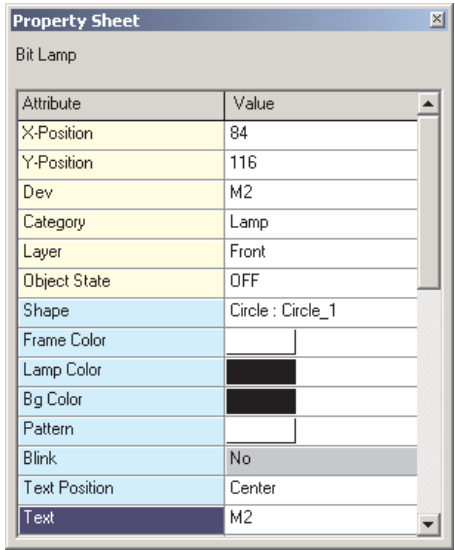 Property Sheet
Bit Lamp
Attribute Value
X-Position 84
Y-Position 116
Dev M2
Category Lamp
Layer Front
Object State OFF
Shape Circle : Circle_1
Frame Color
Lamp Color
Bg Color
Pattern
Blink No
Text Position Center
Text M2